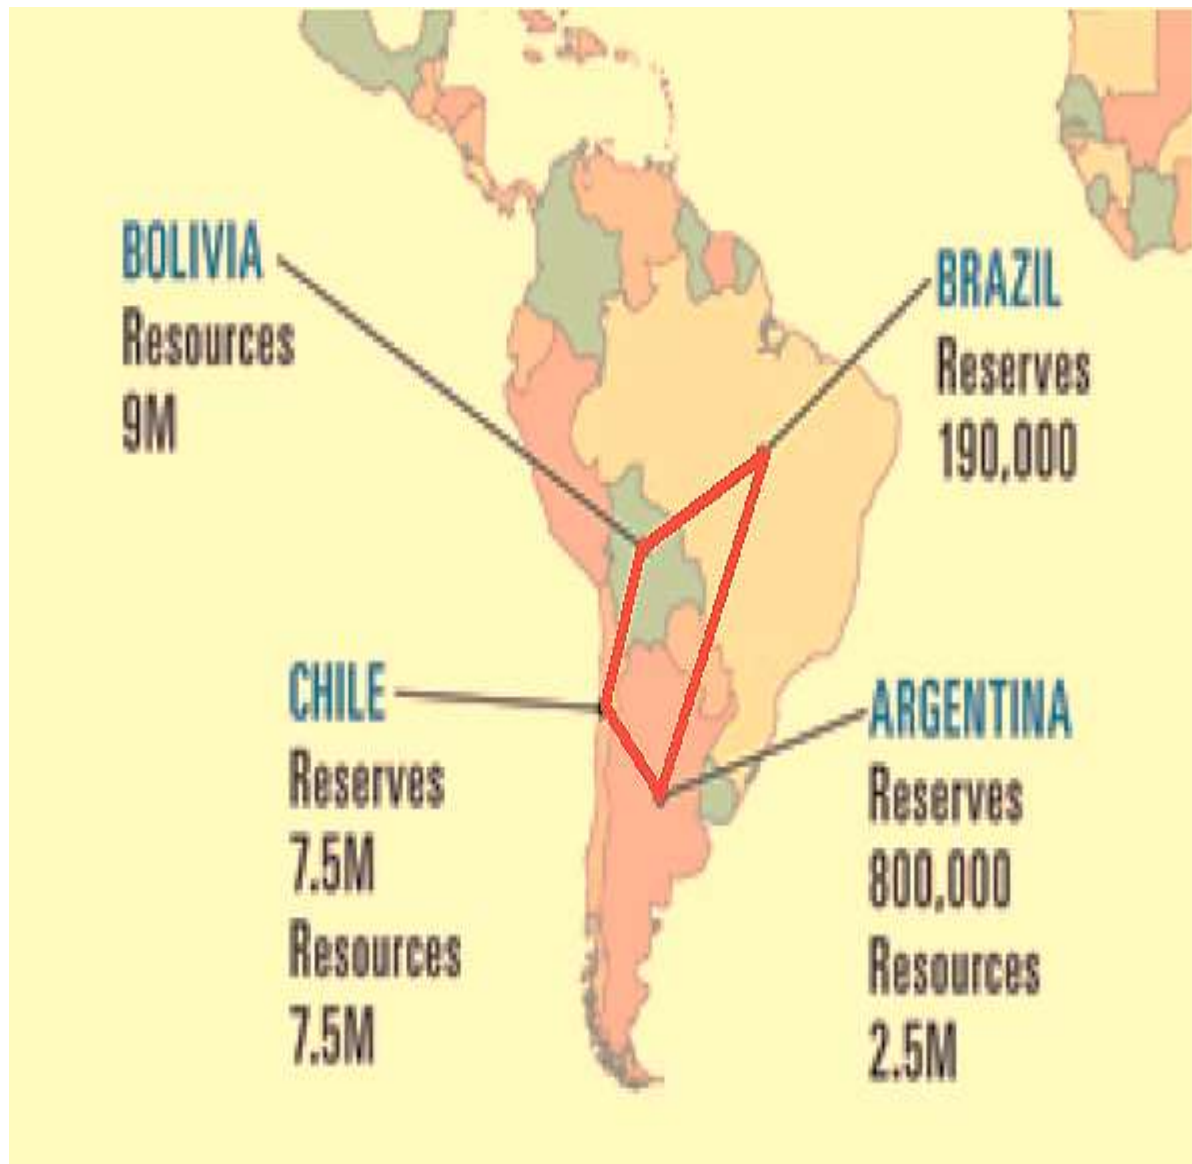 BOLIVIA
Resources
9M
BRAZIL
Reserves
190,000
CHILE
Reserves
7.5M
Resources
7.5M
ARGENTINA
Reserves
800,000
Resources
2.5M